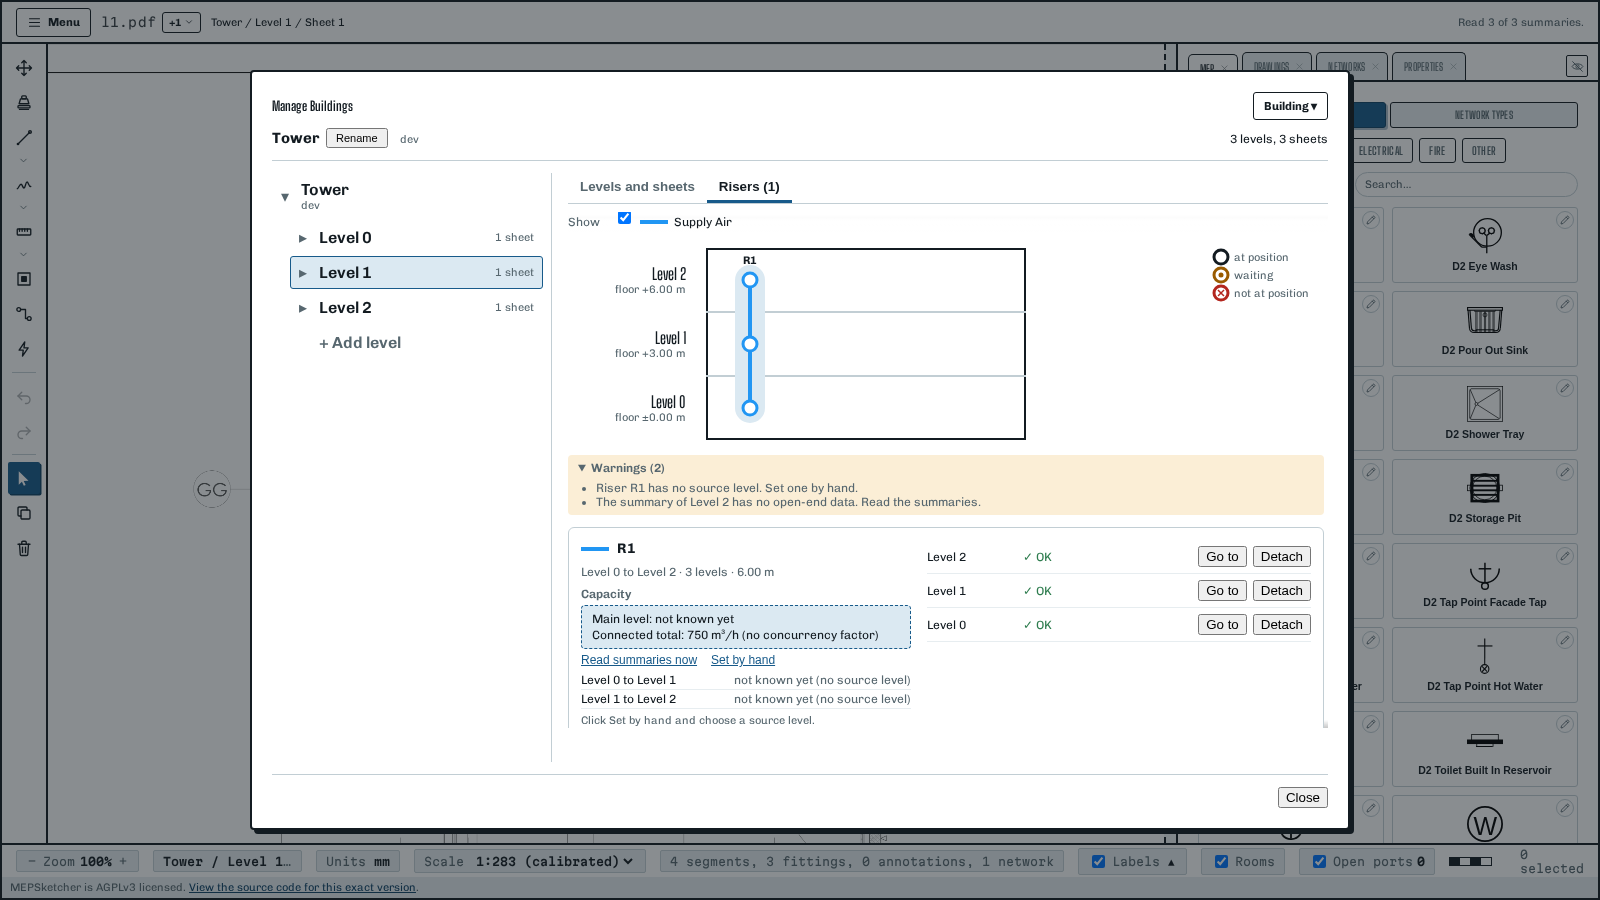 Menu
l1.pdf
+1
Tower / Level 1 / Sheet 1
Read 3 of 3 summaries.
MEP ×
DRAWINGS ×
NETWORKS ×
PROPERTIES ×
NETWORK TYPES
ELECTRICAL
FIRE
OTHER
Search...
GG
Manage Buildings
Building ▾
Tower
Rename
dev
3 levels, 3 sheets
▼ Tower
dev
▶ Level 0 1 sheet
▶ Level 1 1 sheet
▶ Level 2 1 sheet
+ Add level
Levels and sheets
Risers (1)
Show
Supply Air
R1
Level 2
floor +6.00 m
Level 1
floor +3.00 m
Level 0
floor ±0.00 m
at position
waiting
not at position
▼ Warnings (2)
• Riser R1 has no source level. Set one by hand.
• The summary of Level 2 has no open-end data. Read the summaries.
R1
Level 0 to Level 2 · 3 levels · 6.00 m
Capacity
Main level: not known yet
Connected total: 750 m³/h (no concurrency factor)
Read summaries now Set by hand
Level 0 to Level 1 not known yet (no source level)
Level 1 to Level 2 not known yet (no source level)
Click Set by hand and choose a source level.
Level 2 ✓ OK Go to Detach
Level 1 ✓ OK Go to Detach
Level 0 ✓ OK Go to Detach
Close
D2 Eye Wash
D2 Pour Out Sink
D2 Shower Tray
D2 Storage Pit
D2 Tap Point Facade Tap
er
D2 Tap Point Hot Water
D2 Toilet Built In Reservoir
W
− Zoom 100% +
Tower / Level 1…
Units mm
Scale 1:283 (calibrated)
4 segments, 3 fittings, 0 annotations, 1 network
Labels ▲
Rooms
Open ports 0
0 selected
MEPSketcher is AGPLv3 licensed. View the source code for this exact version.